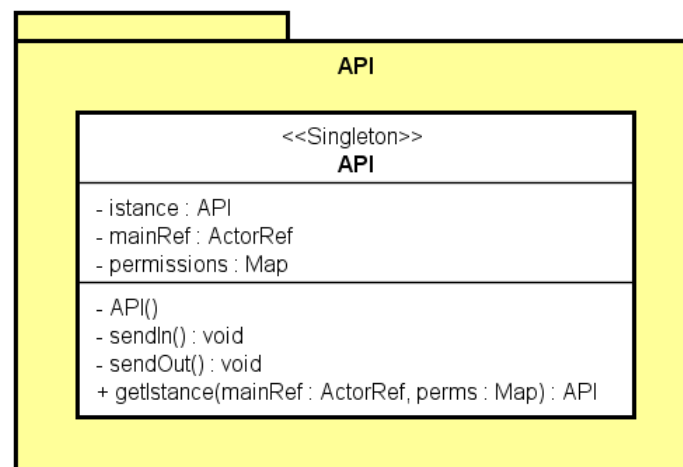 API
<<Singleton>>
API
- istance : API
- mainRef : ActorRef
- permissions : Map
- API()
- sendIn() : void
- sendOut() : void
+ getIstance(mainRef : ActorRef, perms : Map) : API